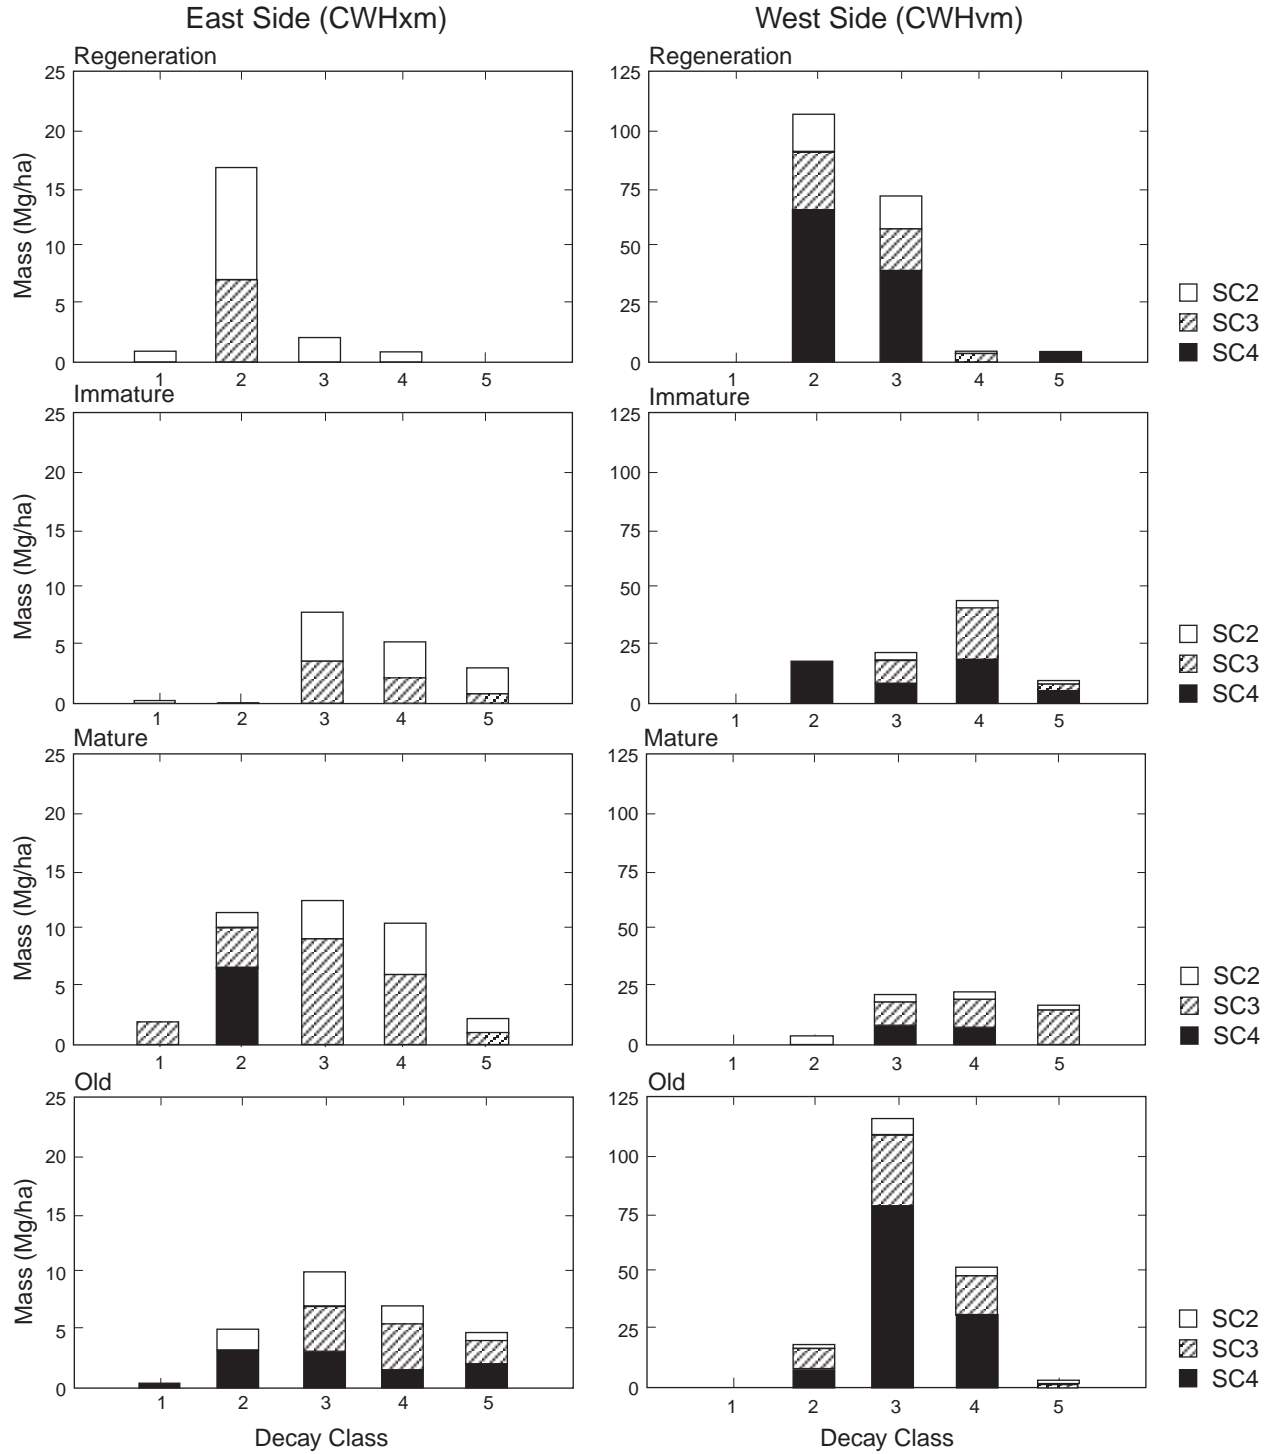 East Side (CWHxm)
West Side (CWHvm)
Regeneration
25
20
15
10
5
0
Mass (Mg/ha)
1 2 3 4 5
Regeneration
125
100
75
50
25
0
1 2 3 4 5
SC2
SC3
SC4
Immature
25
20
15
10
5
0
Mass (Mg/ha)
1 2 3 4 5
Immature
125
100
75
50
25
0
1 2 3 4 5
SC2
SC3
SC4
Mature
25
20
15
10
5
0
Mass (Mg/ha)
1 2 3 4 5
Mature
125
100
75
50
25
0
1 2 3 4 5
SC2
SC3
SC4
Old
25
20
15
10
5
0
Mass (Mg/ha)
1 2 3 4 5
Decay Class
Old
125
100
75
50
25
0
1 2 3 4 5
Decay Class
SC2
SC3
SC4